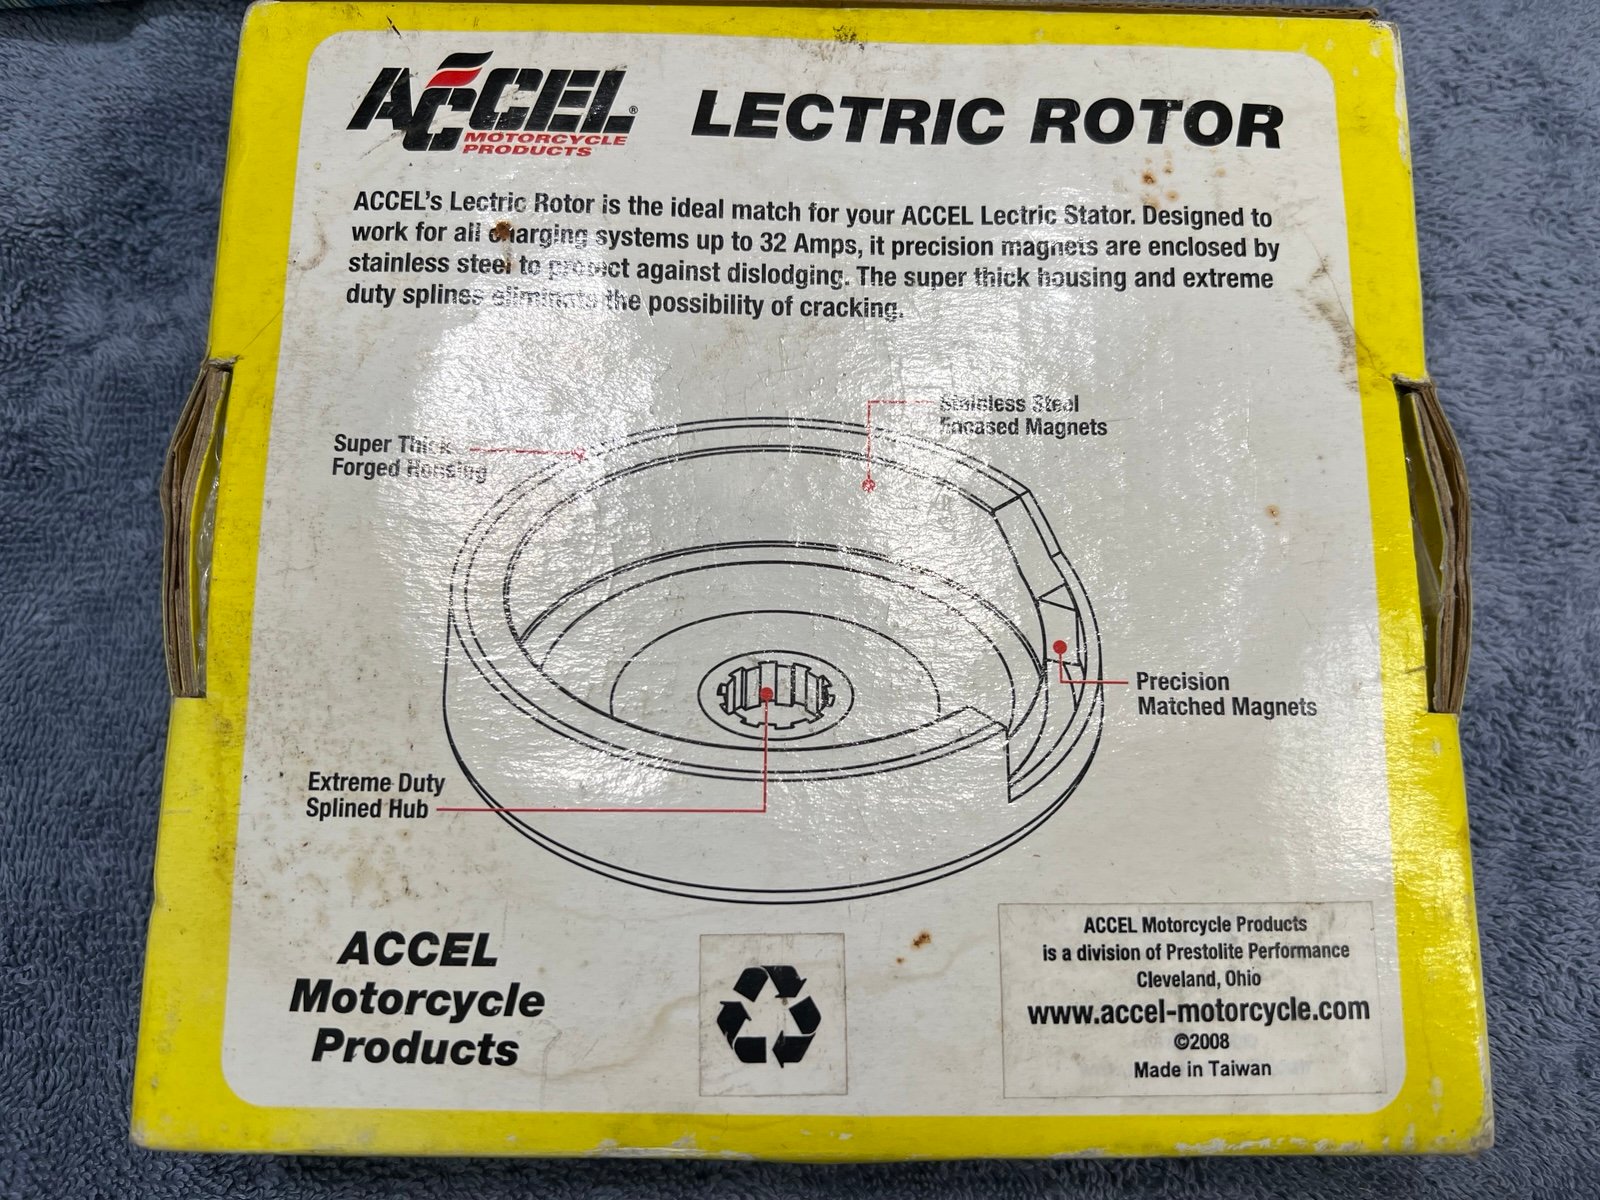 ACCEL® LECTRIC ROTOR
MOTORCYCLE
PRODUCTS
ACCEL's Lectric Rotor is the ideal match for your ACCEL Lectric Stator. Designed to
work for all charging systems up to 32 Amps, it precision magnets are enclosed by
stainless steel to protect against dislodging. The super thick housing and extreme
duty splines eliminate the possibility of cracking.
Stainless Steel
Encased Magnets
Super Thick
Forged Housing
Precision
Matched Magnets
Extreme Duty
Splined Hub
ACCEL
Motorcycle
Products
ACCEL Motorcycle Products
is a division of Prestolite Performance
Cleveland, Ohio
www.accel-motorcycle.com
©2008
Made in Taiwan